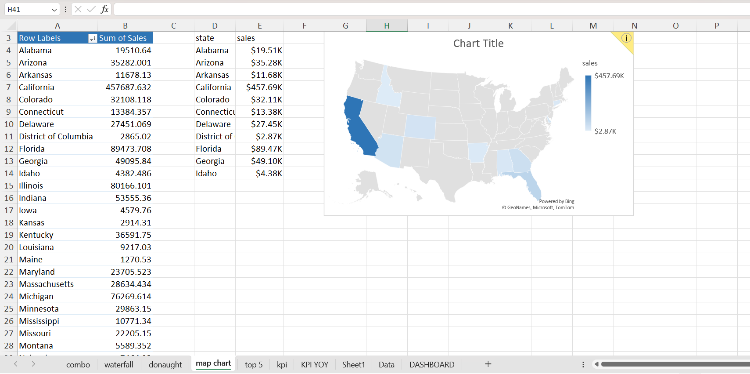 H41 fx
A B C D E F G H I J K L M N O P
3 Row Labels Sum of Sales state sales
4 Alabama 19510.64 Alabama $19.51K
5 Arizona 35282.001 Arizona $35.28K
6 Arkansas 11678.13 Arkansas $11.68K
7 California 457687.632 California $457.69K
8 Colorado 32108.118 Colorado $32.11K
9 Connecticut 13384.357 Connecticu $13.38K
10 Delaware 27451.069 Delaware $27.45K
11 District of Columbia 2865.02 District of $2.87K
12 Florida 89473.708 Florida $89.47K
13 Georgia 49095.84 Georgia $49.10K
14 Idaho 4382.486 Idaho $4.38K
15 Illinois 80166.101
16 Indiana 53555.36
17 Iowa 4579.76
18 Kansas 2914.31
19 Kentucky 36591.75
20 Louisiana 9217.03
21 Maine 1270.53
22 Maryland 23705.523
23 Massachusetts 28634.434
24 Michigan 76269.614
25 Minnesota 29863.15
26 Mississippi 10771.34
27 Missouri 22205.15
28 Montana 5589.352
Chart Title
sales
$457.69K
$2.87K
Powered by Bing
© GeoNames, Microsoft, TomTom
combo waterfall donaught map chart top 5 kpi KPI YOY Sheet1 Data DASHBOARD +